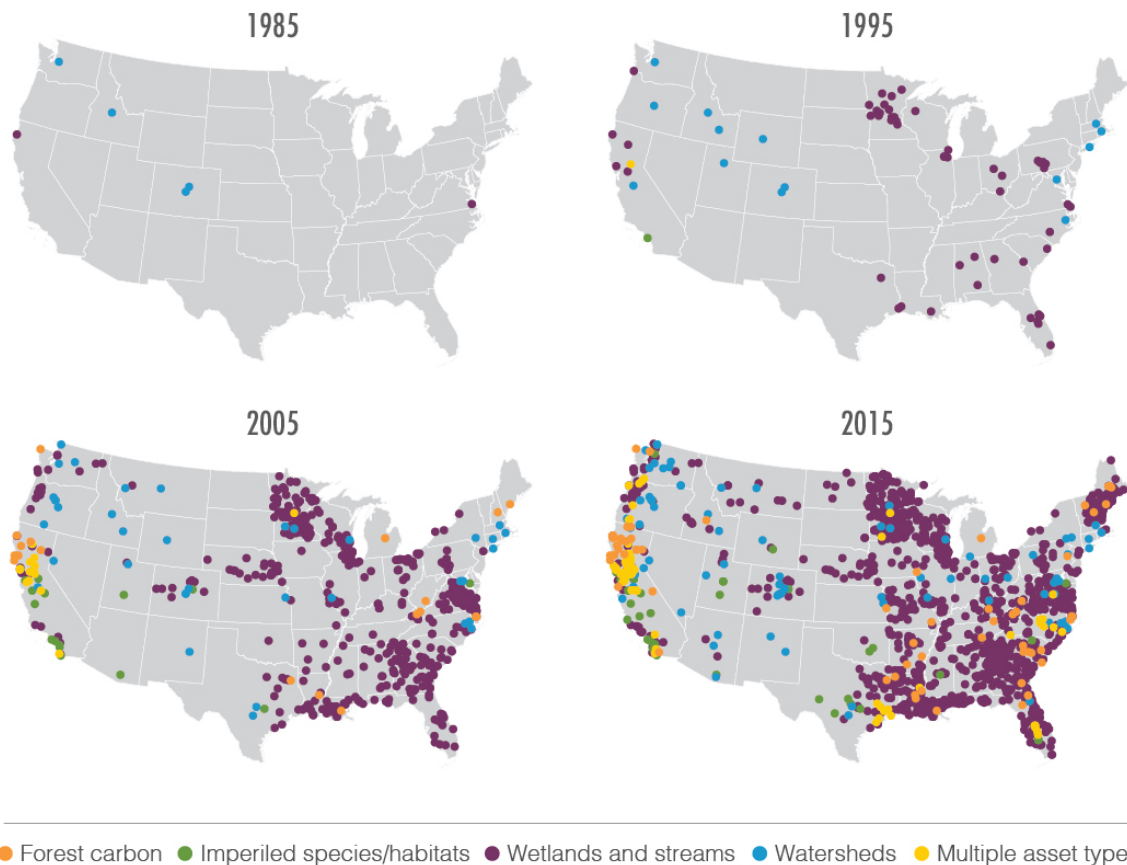 1985
1995
2005
2015
Forest carbon Imperiled species/habitats Wetlands and streams Watersheds Multiple asset type